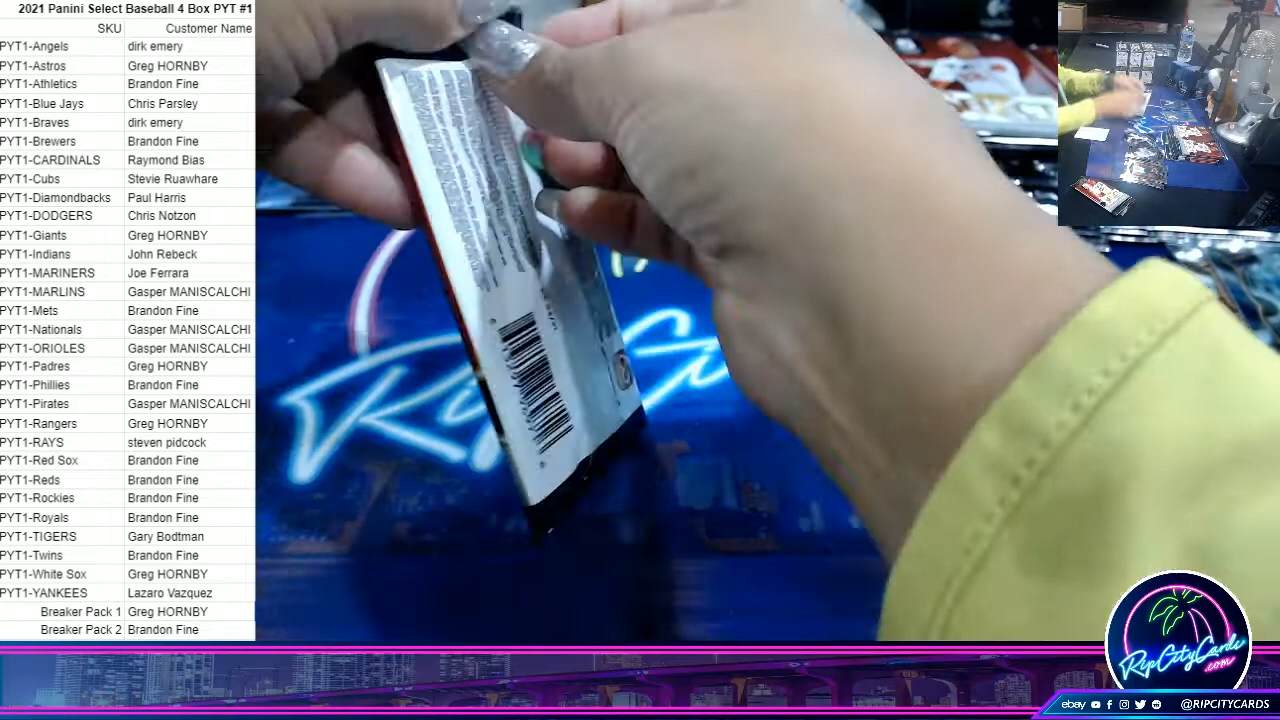 2021 Panini Select Baseball 4 Box PYT #1
SKU Customer Name
PYT1-Angels dirk emery
PYT1-Astros Greg HORNBY
PYT1-Athletics Brandon Fine
PYT1-Blue Jays Chris Parsley
PYT1-Braves dirk emery
PYT1-Brewers Brandon Fine
PYT1-CARDINALS Raymond Bias
PYT1-Cubs Stevie Ruawhare
PYT1-Diamondbacks Paul Harris
PYT1-DODGERS Chris Notzon
PYT1-Giants Greg HORNBY
PYT1-Indians John Rebeck
PYT1-MARINERS Joe Ferrara
PYT1-MARLINS Gasper MANISCALCHI
PYT1-Mets Brandon Fine
PYT1-Nationals Gasper MANISCALCHI
PYT1-ORIOLES Gasper MANISCALCHI
PYT1-Padres Greg HORNBY
PYT1-Phillies Brandon Fine
PYT1-Pirates Gasper MANISCALCHI
PYT1-Rangers Greg HORNBY
PYT1-RAYS steven pidcock
PYT1-Red Sox Brandon Fine
PYT1-Reds Brandon Fine
PYT1-Rockies Brandon Fine
PYT1-Royals Brandon Fine
PYT1-TIGERS Gary Bodtman
PYT1-Twins Brandon Fine
PYT1-White Sox Greg HORNBY
PYT1-YANKEES Lazaro Vazquez
Breaker Pack 1 Greg HORNBY
Breaker Pack 2 Brandon Fine
RipCityCards
.com
ebay @RIPCITYCARDS